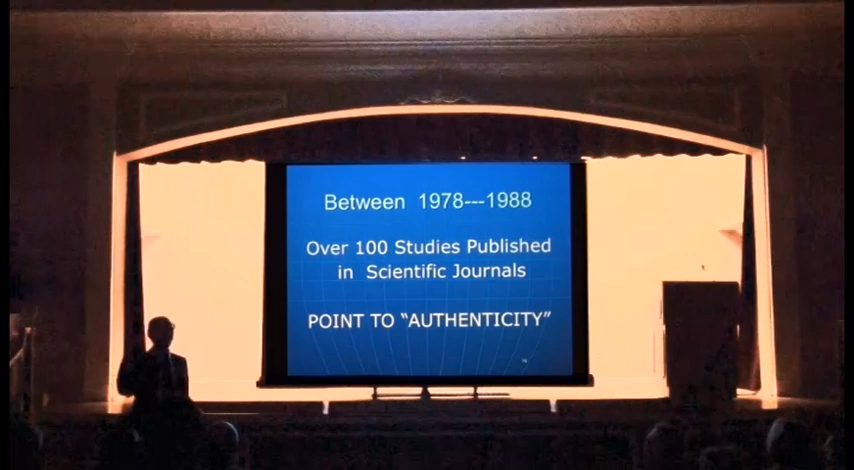 Between 1978---1988
Over 100 Studies Published
in Scientific Journals
POINT TO “AUTHENTICITY”